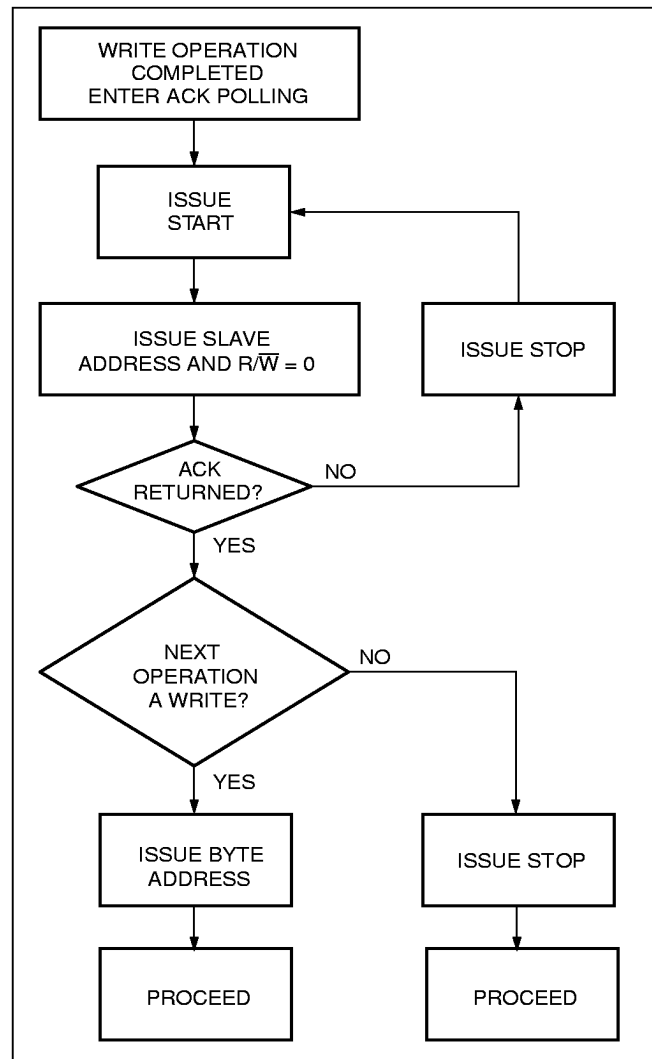 WRITE OPERATION
COMPLETED
ENTER ACK POLLING
ISSUE
START
ISSUE SLAVE
ADDRESS AND R/W̅ = 0
ISSUE STOP
ACK
RETURNED?
NO
YES
NEXT
OPERATION
A WRITE?
NO
YES
ISSUE BYTE
ADDRESS
ISSUE STOP
PROCEED
PROCEED